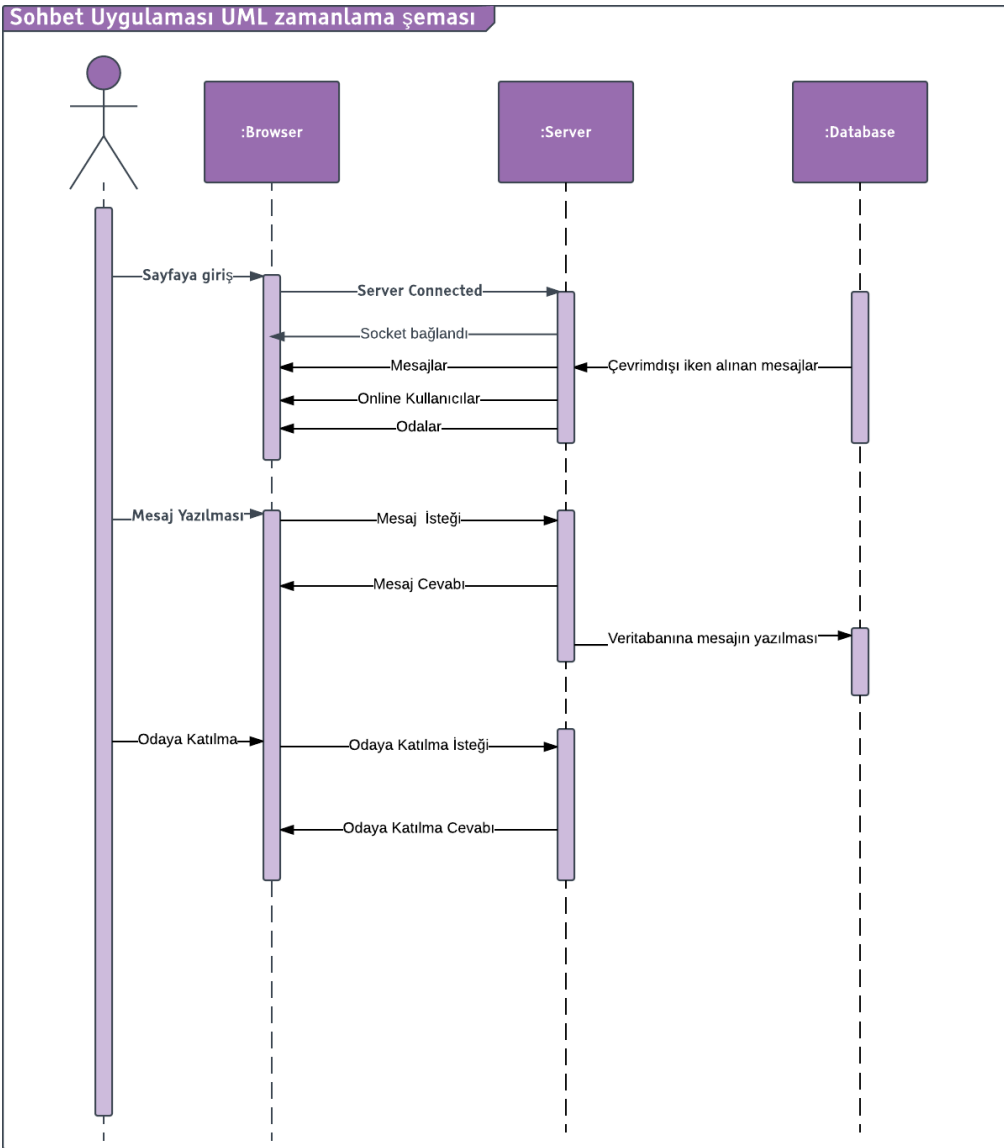 Sohbet Uygulaması UML zamanlama şeması
:Browser
:Server
:Database
Sayfaya giriş
Server Connected
Socket bağlandı
Mesajlar
Çevrimdışı iken alınan mesajlar
Online Kullanıcılar
Odalar
Mesaj Yazılması
Mesaj İsteği
Mesaj Cevabı
Veritabanına mesajın yazılması
Odaya Katılma
Odaya Katılma İsteği
Odaya Katılma Cevabı